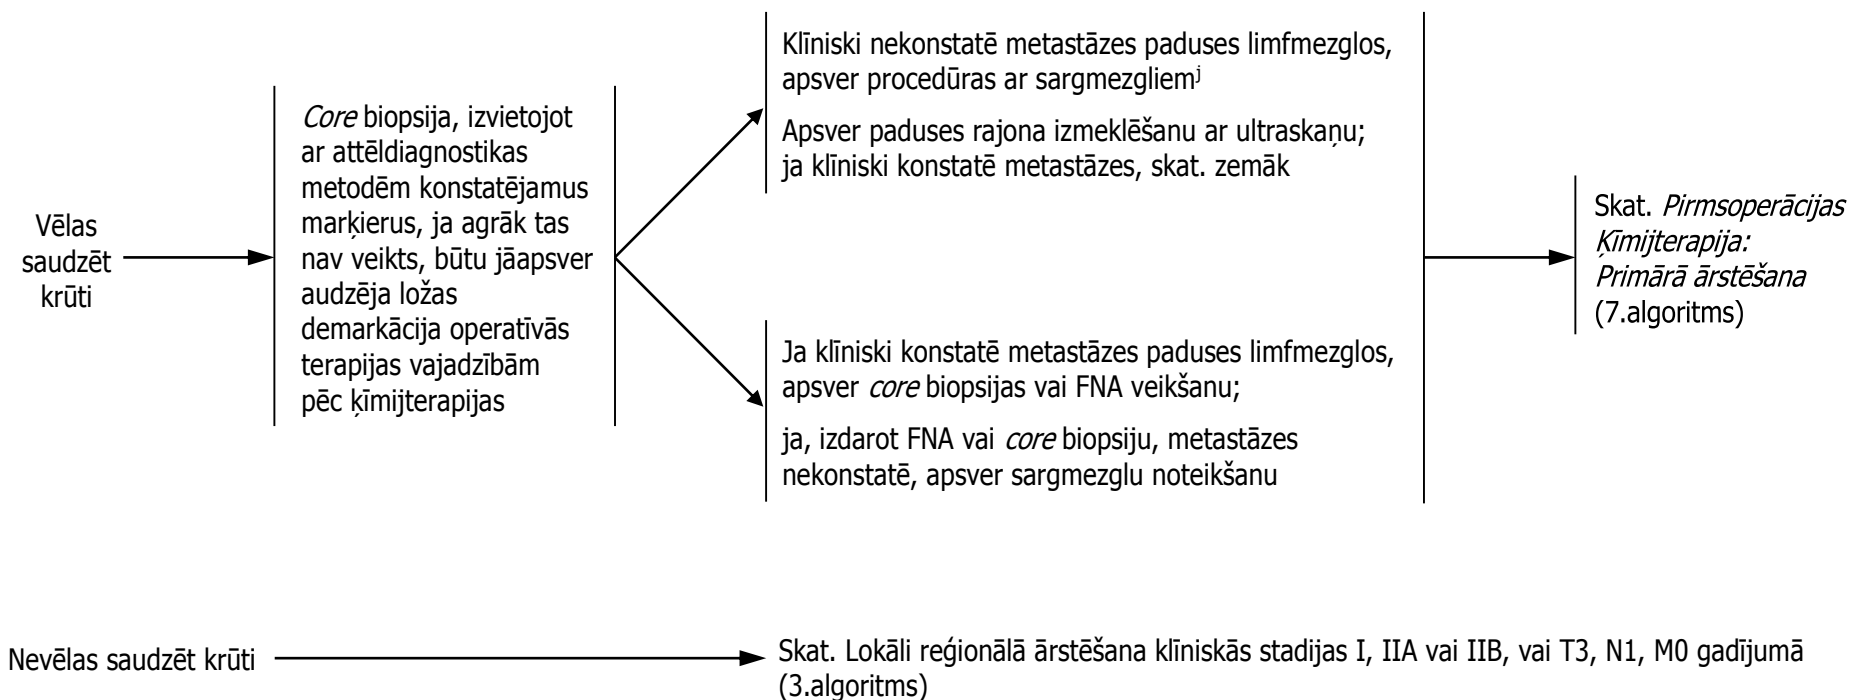 Vēlas
saudzēt
krūti
Core biopsija, izvietojot
ar attēldiagnostikas
metodēm konstatējamus
marķierus, ja agrāk tas
nav veikts, būtu jāapsver
audzēja ložas
demarkācija operatīvās
terapijas vajadzībām
pēc ķīmijterapijas
Klīniski nekonstatē metastāzes paduses limfmezglos,
apsver procedūras ar sargmezgliemʲ
Apsver paduses rajona izmeklēšanu ar ultraskaņu;
ja klīniski konstatē metastāzes, skat. zemāk
Ja klīniski konstatē metastāzes paduses limfmezglos,
apsver core biopsijas vai FNA veikšanu;
ja, izdarot FNA vai core biopsiju, metastāzes
nekonstatē, apsver sargmezglu noteikšanu
Skat. Pirmsoperācijas
Ķīmijterapija:
Primārā ārstēšana
(7.algoritms)
Nevēlas saudzēt krūti
Skat. Lokāli reģionālā ārstēšana klīniskās stadijas I, IIA vai IIB, vai T3, N1, M0 gadījumā
(3.algoritms)